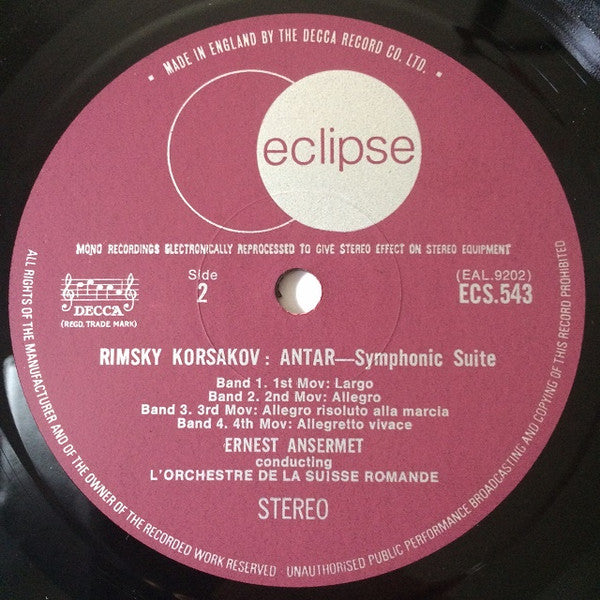 • MADE IN ENGLAND BY THE DECCA RECORD CO. LTD. •
eclipse
MONO RECORDINGS ELECTRONICALLY REPROCESSED TO GIVE STEREO EFFECT ON STEREO EQUIPMENT
DECCA
(REGD. TRADE MARK)
Side
2
(EAL.9202)
ECS.543
RIMSKY KORSAKOV : ANTAR—Symphonic Suite
Band 1. 1st Mov: Largo
Band 2. 2nd Mov: Allegro
Band 3. 3rd Mov: Allegro risoluto alla marcia
Band 4. 4th Mov: Allegretto vivace
ERNEST ANSERMET
conducting
L'ORCHESTRE DE LA SUISSE ROMANDE
STEREO
ALL RIGHTS OF THE MANUFACTURER AND OF THE OWNER OF THE RECORDED WORK RESERVED · UNAUTHORISED PUBLIC PERFORMANCE BROADCASTING AND COPYING OF THIS RECORD PROHIBITED